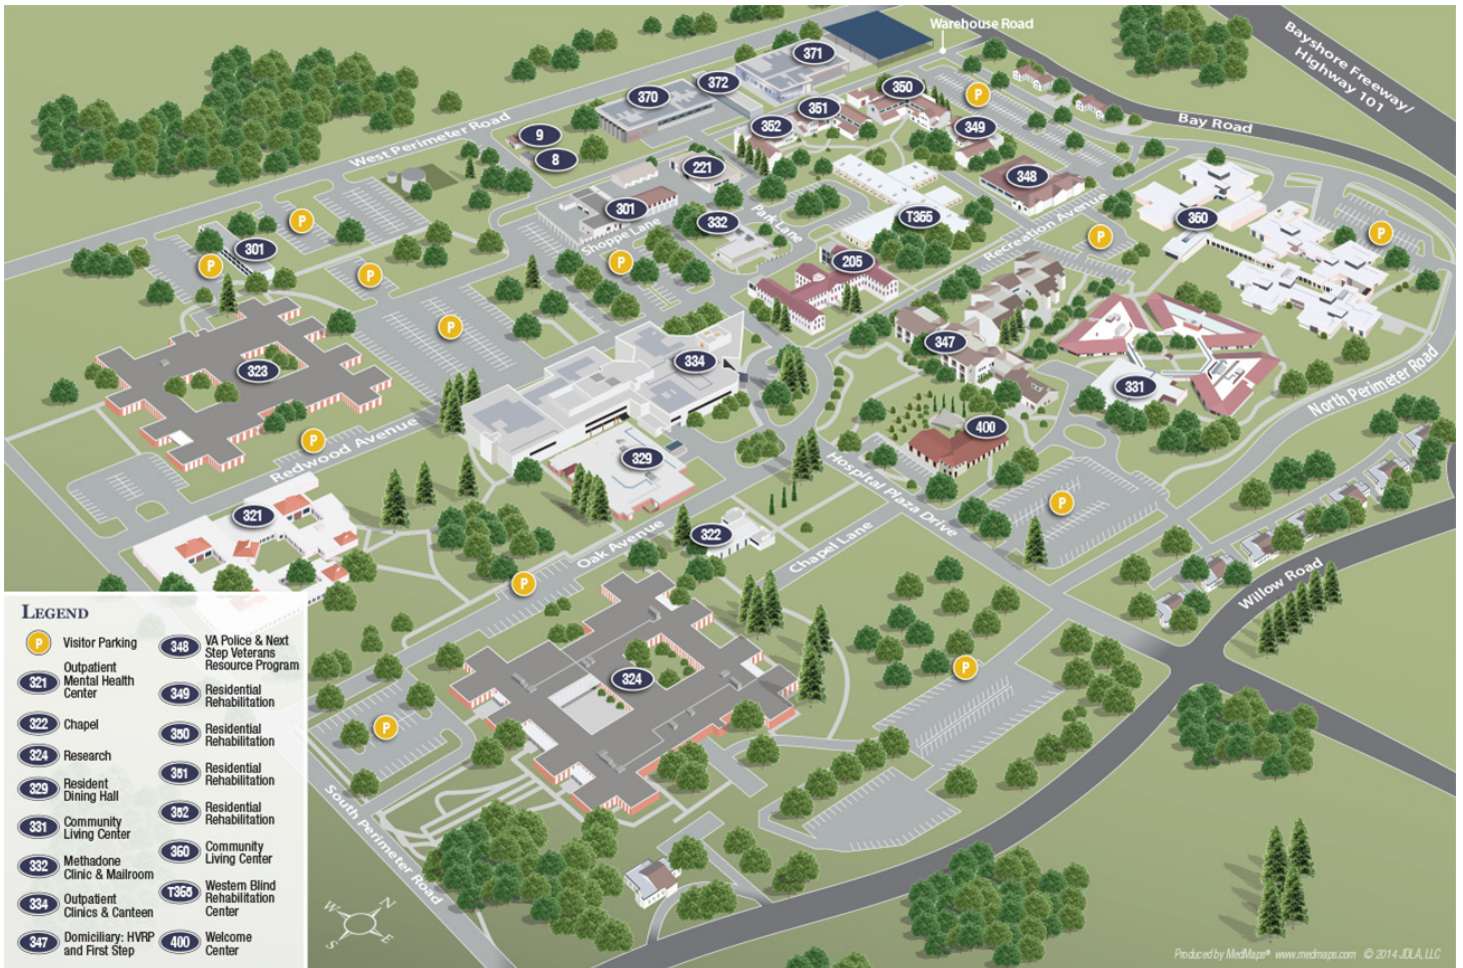 Warehouse Road
Bayshore Freeway/
Highway 101
371
372
370
350
P
351
352
349
Bay Road
9
8
West Perimeter Road
221
348
301
332
Park Lane
T365
360
P
P
P
301
Shoppe Lane
Recreation Avenue
P
P
P
205
P
347
334
323
331
North Perimeter Road
P
Redwood Avenue
400
329
Hospital Plaza Drive
P
321
322
Oak Avenue
Chapel Lane
P
Willow Road
324
P
P
South Perimeter Road
LEGEND
P Visitor Parking
321 Outpatient
Mental Health
Center
322 Chapel
324 Research
329 Resident
Dining Hall
331 Community
Living Center
332 Methadone
Clinic & Mailroom
334 Outpatient
Clinics & Canteen
347 Domiciliary: HVRP
and First Step
348 VA Police & Next
Step Veterans
Resource Program
349 Residential
Rehabilitation
350 Residential
Rehabilitation
351 Residential
Rehabilitation
352 Residential
Rehabilitation
360 Community
Living Center
T365 Western Blind
Rehabilitation
Center
400 Welcome
Center
W N
S E
Produced by MedMaps® www.medmaps.com © 2014 JDLA, LLC